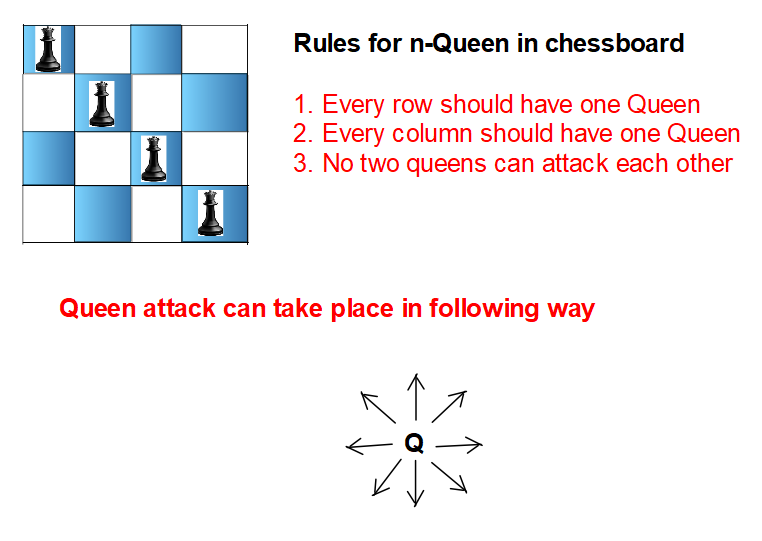 Rules for n-Queen in chessboard
1. Every row should have one Queen
2. Every column should have one Queen
3. No two queens can attack each other
Queen attack can take place in following way
Q